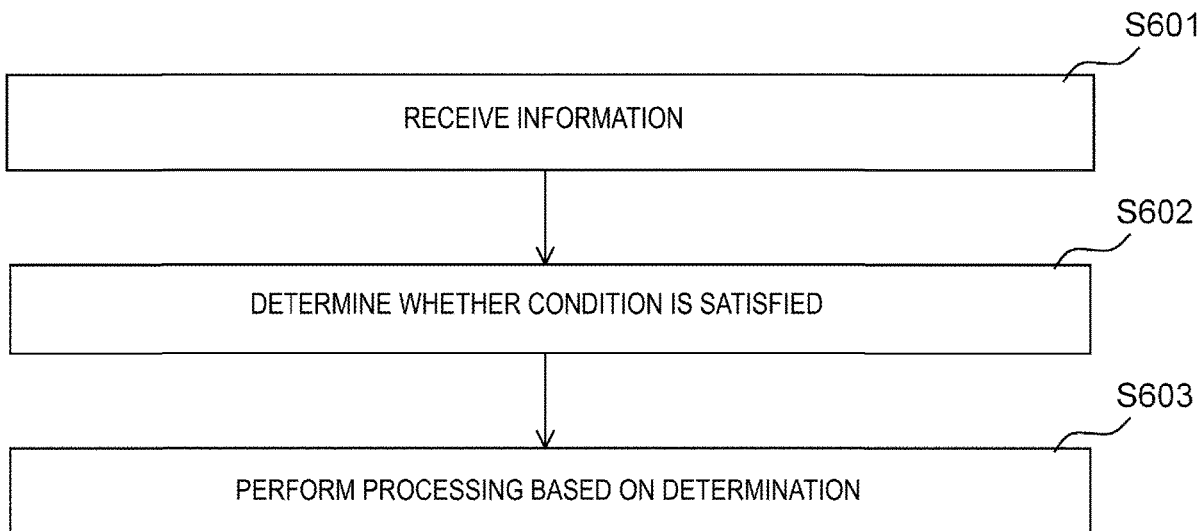 S601
RECEIVE INFORMATION
S602
DETERMINE WHETHER CONDITION IS SATISFIED
S603
PERFORM PROCESSING BASED ON DETERMINATION